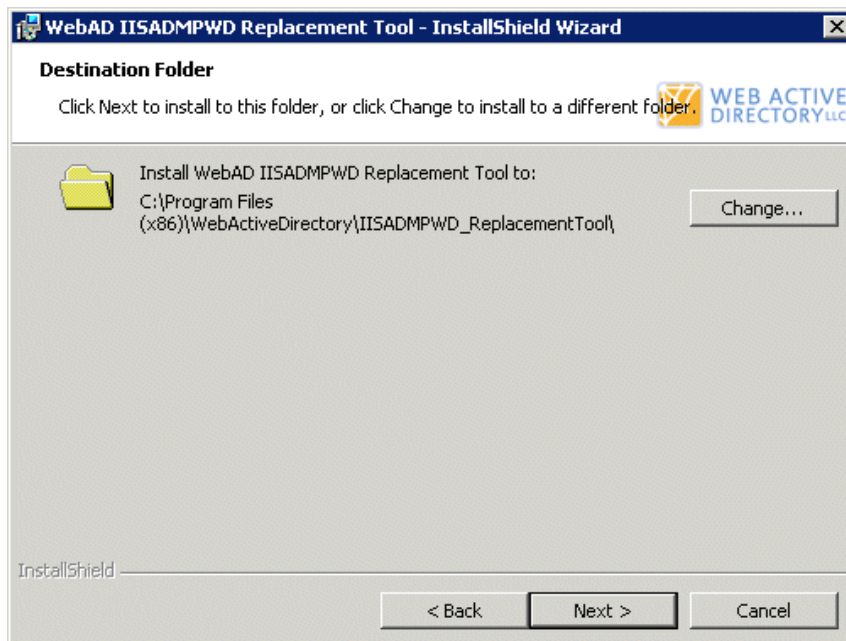 WebAD IISADMPWD Replacement Tool - InstallShield Wizard
Destination Folder
Click Next to install to this folder, or click Change to install to a different folder.
WEB ACTIVE
DIRECTORY LLC
Install WebAD IISADMPWD Replacement Tool to:
C:\Program Files
(x86)\WebActiveDirectory\IISADMPWD_ReplacementTool\
Change...
InstallShield
< Back
Next >
Cancel